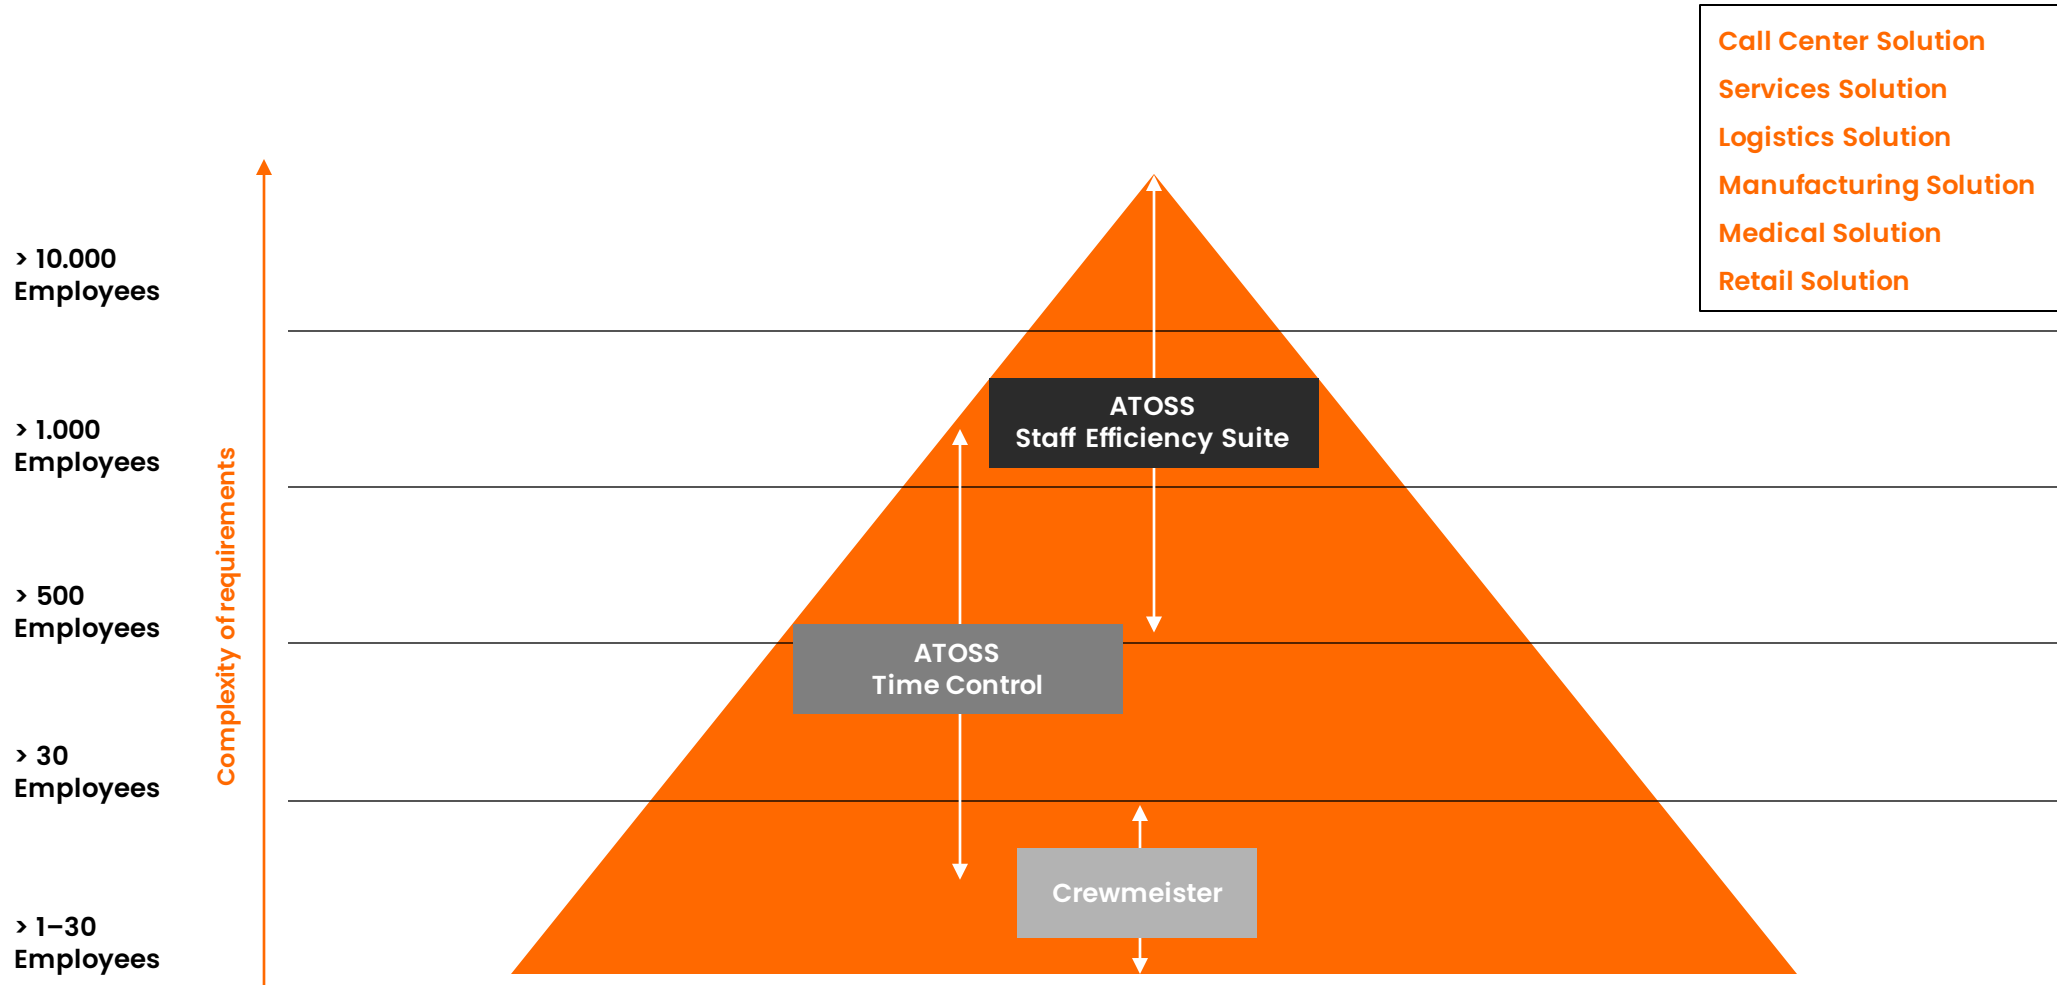 Call Center Solution
Services Solution
Logistics Solution
Manufacturing Solution
Medical Solution
Retail Solution
> 10.000
Employees
> 1.000
Employees
> 500
Employees
> 30
Employees
> 1–30
Employees
Complexity of requirements
ATOSS
Staff Efficiency Suite
ATOSS
Time Control
Crewmeister